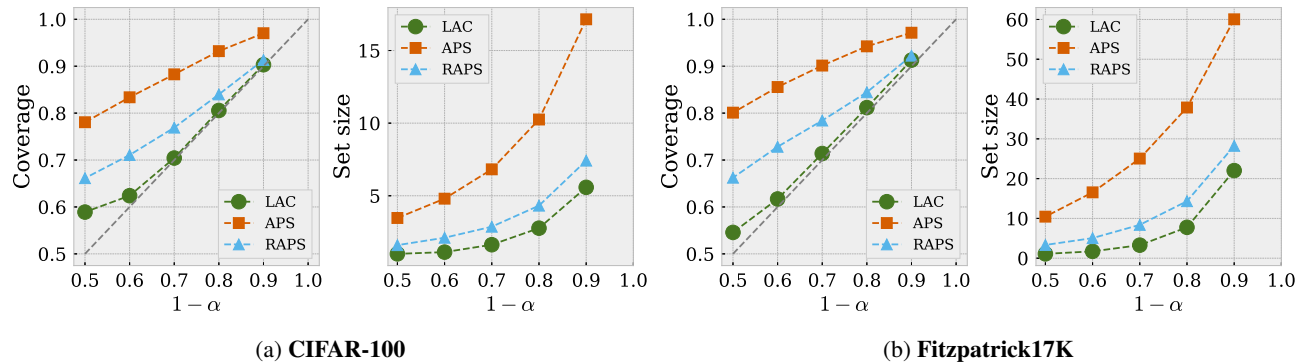 1.0
0.9
0.8
0.7
0.6
0.5
Coverage
LAC
APS
RAPS
0.5 0.6 0.7 0.8 0.9 1.0
1 − α
15
10
5
Set size
LAC
APS
RAPS
0.5 0.6 0.7 0.8 0.9 1.0
1 − α
(a) CIFAR-100
1.0
0.9
0.8
0.7
0.6
0.5
Coverage
LAC
APS
RAPS
0.5 0.6 0.7 0.8 0.9 1.0
1 − α
60
50
40
30
20
10
0
Set size
LAC
APS
RAPS
0.5 0.6 0.7 0.8 0.9 1.0
1 − α
(b) Fitzpatrick17K